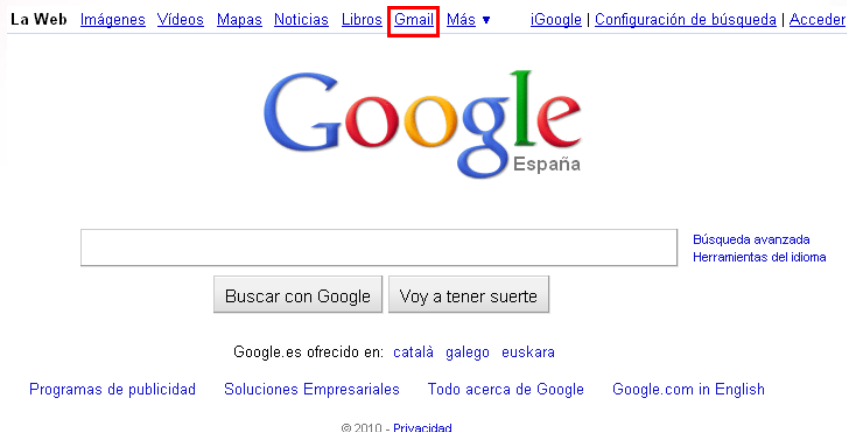 La Web Imágenes Vídeos Mapas Noticias Libros Gmail Más ▼ iGoogle | Configuración de búsqueda | Acceder
Google
España
Búsqueda avanzada
Herramientas del idioma
Buscar con Google Voy a tener suerte
Google.es ofrecido en: català galego euskara
Programas de publicidad Soluciones Empresariales Todo acerca de Google Google.com in English
© 2010 - Privacidad